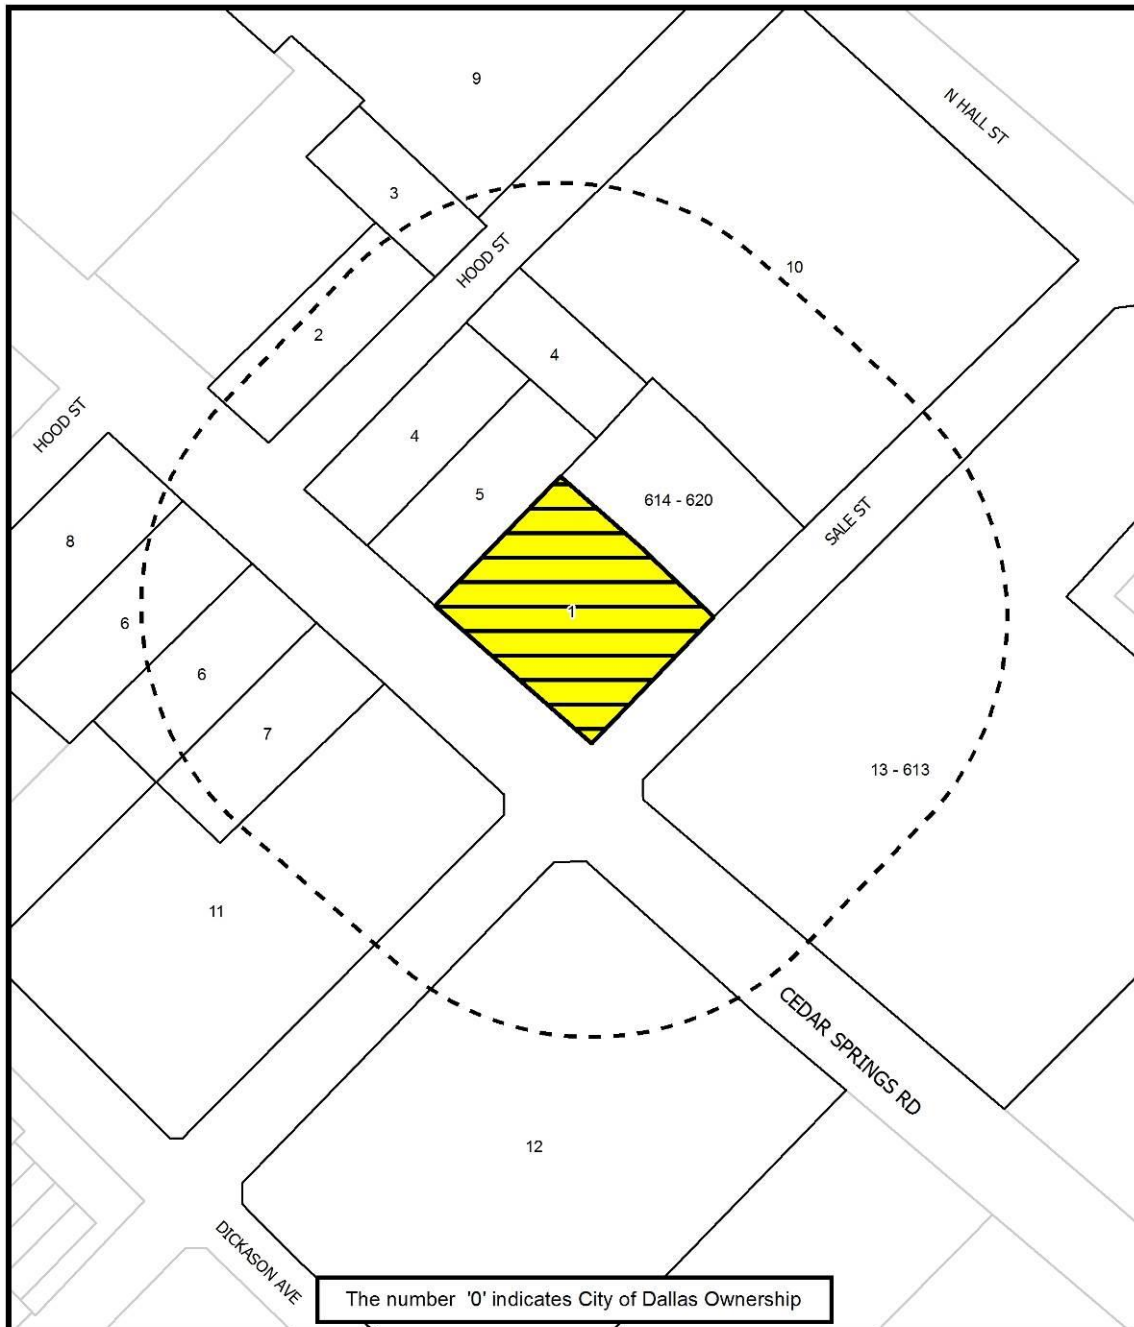 9
N HALL ST
3
HOOD ST
10
2
4
HOOD ST
4
5
614 - 620
SALE ST
8
1
6
6
7
13 - 613
11
CEDAR SPRINGS RD
12
DICKASON AVE
The number '0' indicates City of Dallas Ownership